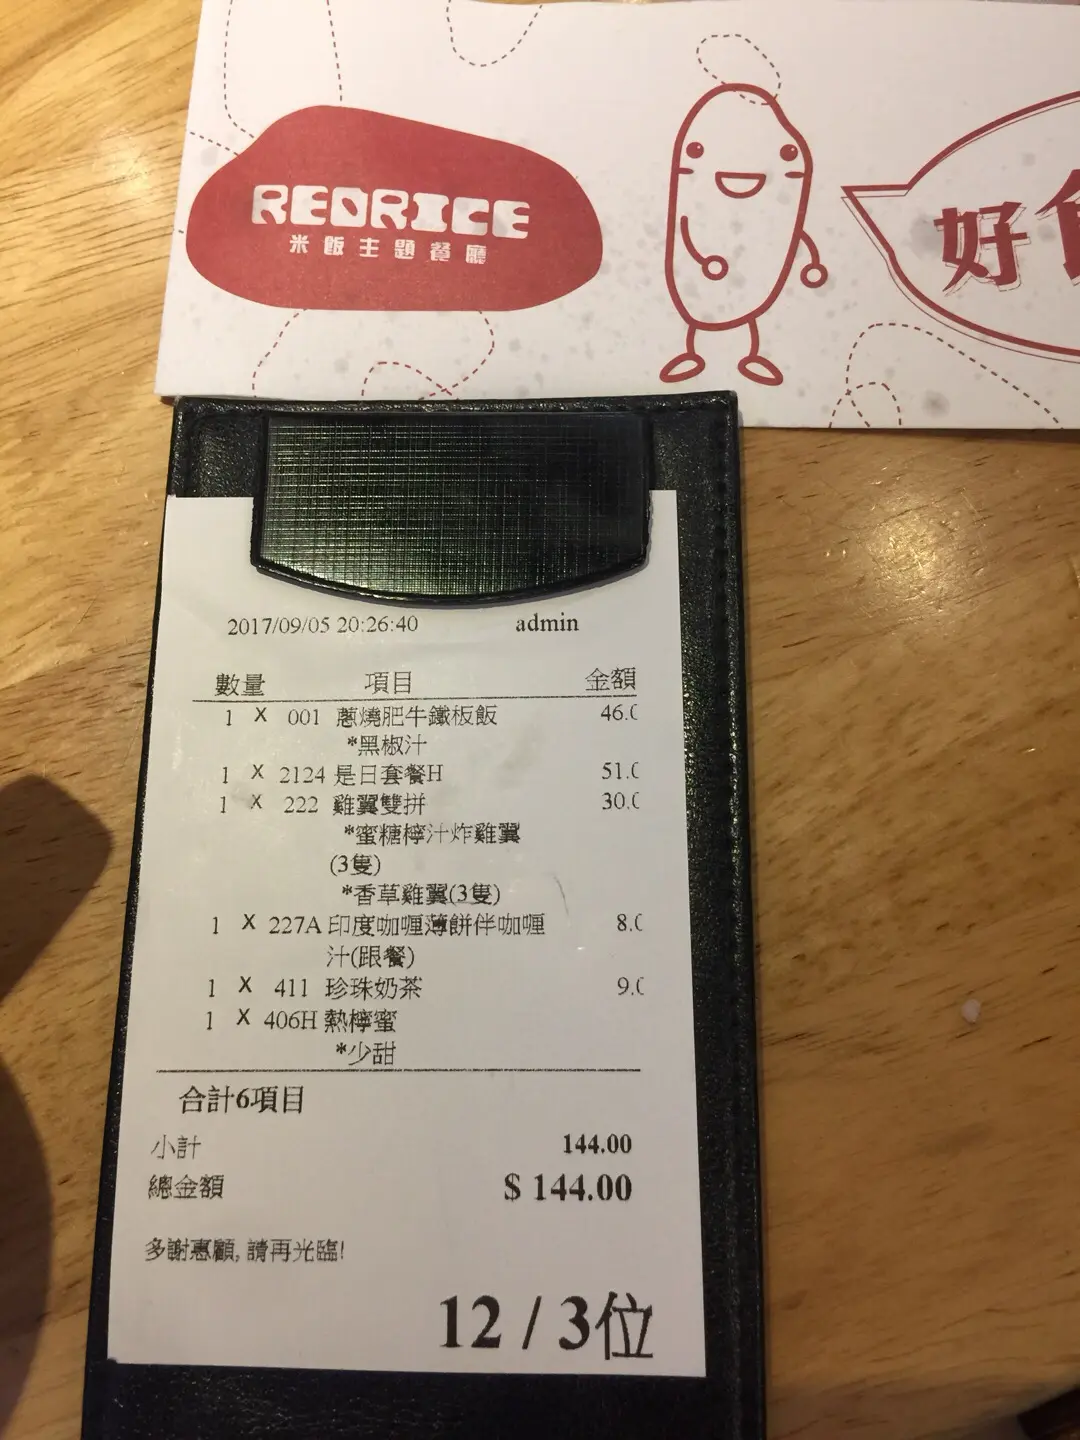 REDRICE
米飯主題餐廳
好食
2017/09/05 20:26:40 admin
數量 項目 金額
1 X 001 蔥燒肥牛鐵板飯 46.0
*黑椒汁
1 X 2124 是日套餐H 51.0
1 X 222 雞翼雙拼 30.0
*蜜糖檸汁炸雞翼
(3隻)
*香草雞翼(3隻)
1 X 227A 印度咖喱薄餅伴咖喱 8.0
汁(跟餐)
1 X 411 珍珠奶茶 9.0
1 X 406H 熱檸蜜
*少甜
合計6項目
小計 144.00
總金額 $ 144.00
多謝惠顧, 請再光臨!
12 / 3位